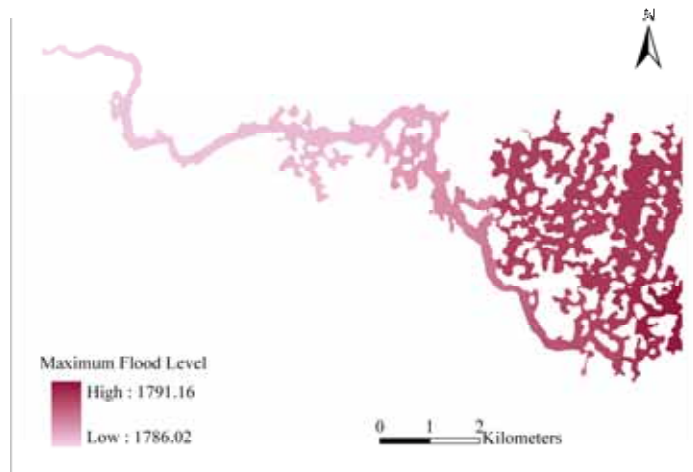 N
Maximum Flood Level
High : 1791.16
Low : 1786.02
0 1 2 Kilometers